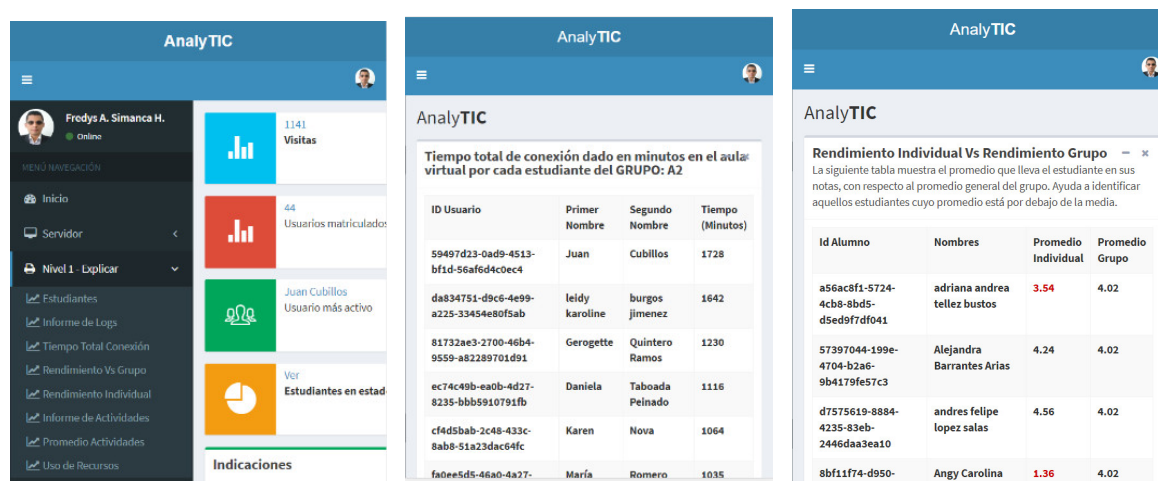 AnalyTIC
Fredys A. Simanca H.
Online
MENÚ NAVEGACIÓN
Inicio
Servidor
Nivel 1 - Explicar
Estudiantes
Informe de Logs
Tiempo Total Conexión
Rendimiento Vs Grupo
Rendimiento Individual
Informe de Actividades
Promedio Actividades
Uso de Recursos
1141
Visitas
44
Usuarios matriculados
Juan Cubillos
Usuario más activo
Ver
Estudiantes en estad
Indicaciones
AnalyTIC
AnalyTIC
Tiempo total de conexión dado en minutos en el aula
virtual por cada estudiante del GRUPO: A2
ID Usuario Primer Nombre Segundo Nombre Tiempo (Minutos)
59497d23-0ad9-4513- Juan Cubillos 1728
bf1d-56af6d4c0ec4
da834751-d9c6-4e99- leidy burgos 1642
a225-33454e80f5ab karoline jimenez
81732ae3-2700-46b4- Gerogette Quintero 1230
9559-a82289701d91 Ramos
ec74c49b-ea0b-4d27- Daniela Taboada 1116
8235-bbb5910791fb Peinado
cf4d5bab-2c48-433c- Karen Nova 1064
8ab8-51a23dac64fc
fa0ee5d5-46a0-4a27- María Romero 1035
AnalyTIC
AnalyTIC
Rendimiento Individual Vs Rendimiento Grupo
La siguiente tabla muestra el promedio que lleva el estudiante en sus
notas, con respecto al promedio general del grupo. Ayuda a identificar
aquellos estudiantes cuyo promedio está por debajo de la media.
Id Alumno Nombres Promedio Individual Promedio Grupo
a56ac8f1-5724- adriana andrea 3.54 4.02
4cb8-8bd5- tellez bustos
d5ed9f7df041
57397044-199e- Alejandra 4.24 4.02
4704-b2a6- Barrantes Arias
9b4179fe57c3
d7575619-8884- andres felipe 4.56 4.02
4235-83eb- lopez salas
2446daa3ea10
8bf11f74-d950- Angy Carolina 1.36 4.02